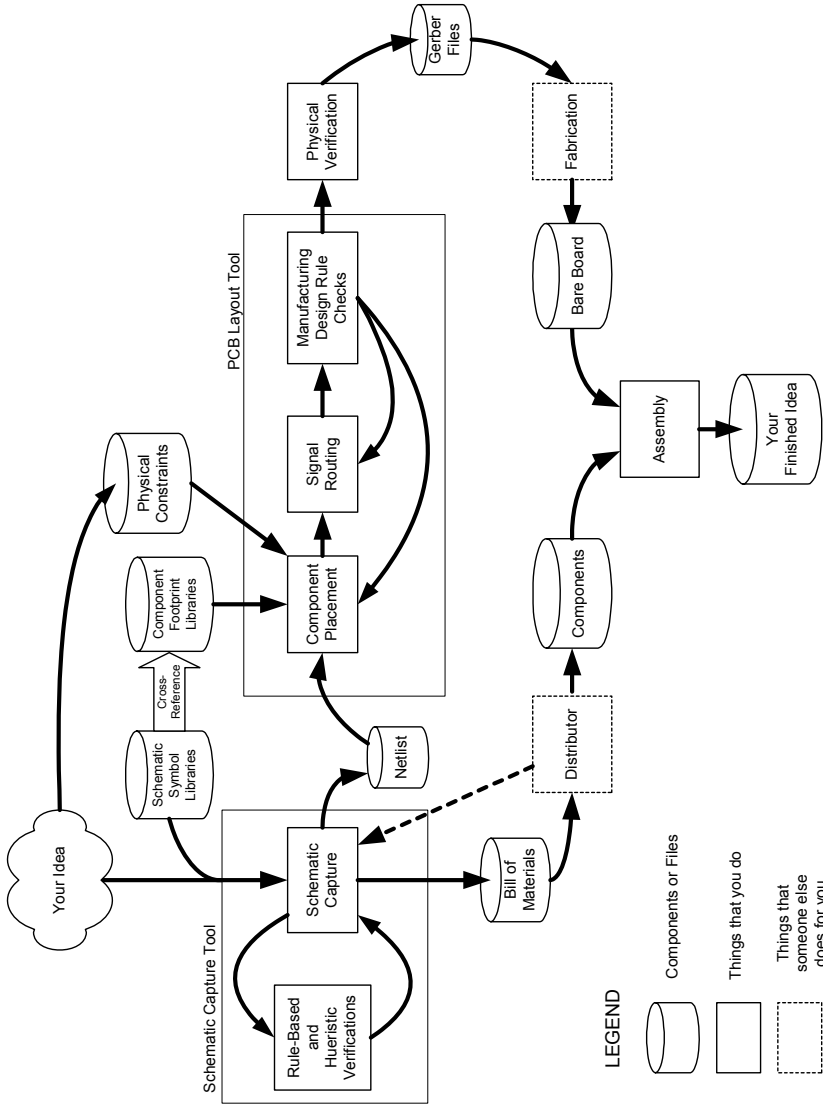 Your Idea
Schematic
Symbol
Libraries
Cross-
Reference
Component
Footprint
Libraries
Physical
Constraints
Schematic Capture Tool
Rule-Based
and
Hueristic
Verifications
Schematic
Capture
Netlist
PCB Layout Tool
Component
Placement
Signal
Routing
Manufacturing
Design Rule
Checks
Physical
Verification
Gerber
Files
Bill of
Materials
Distributor
Components
Fabrication
Bare Board
Assembly
Your
Finished Idea
LEGEND
Components or Files
Things that you do
Things that
someone else
does for you